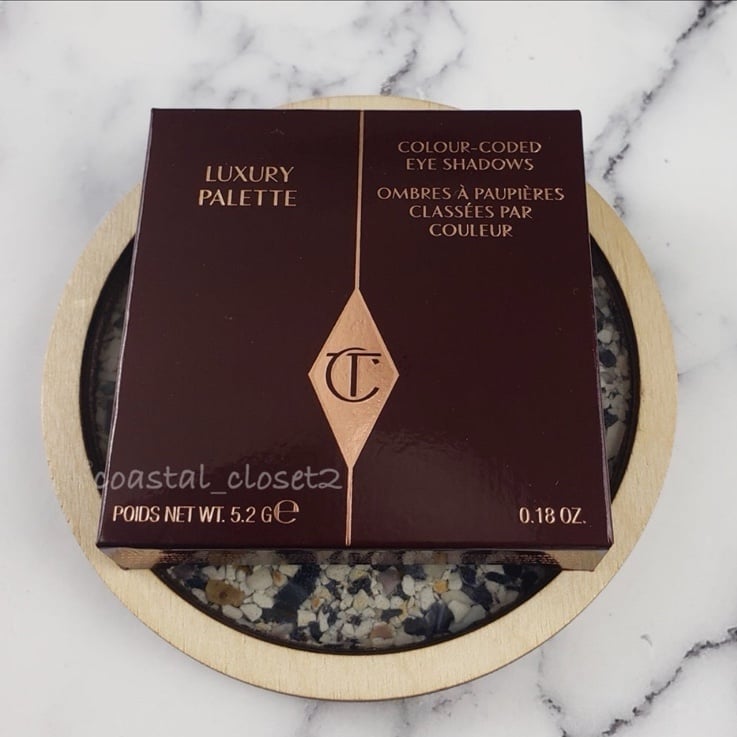 LUXURY
PALETTE
COLOUR-CODED
EYE SHADOWS
OMBRES À PAUPIÈRES
CLASSÉES PAR
COULEUR
CT
coastal_closet2
POIDS NET WT. 5.2 G℮
0.18 OZ.